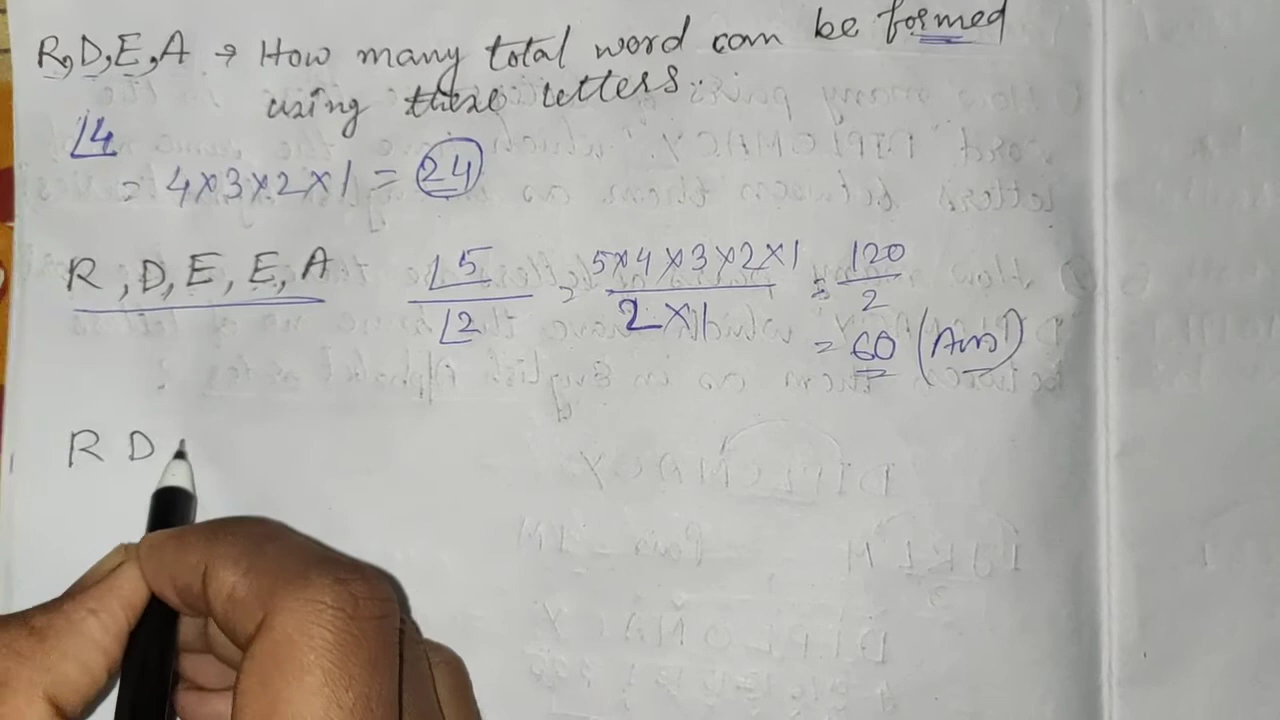 R, D, E, A → How many total word can be formed
using these letters.
⌊4
= 4×3×2×1 = 24
R, D, E, E, A ⌊5/⌊2 = 5×4×3×2×1/2×1 = 120/2
= 60 (Ans)
R D